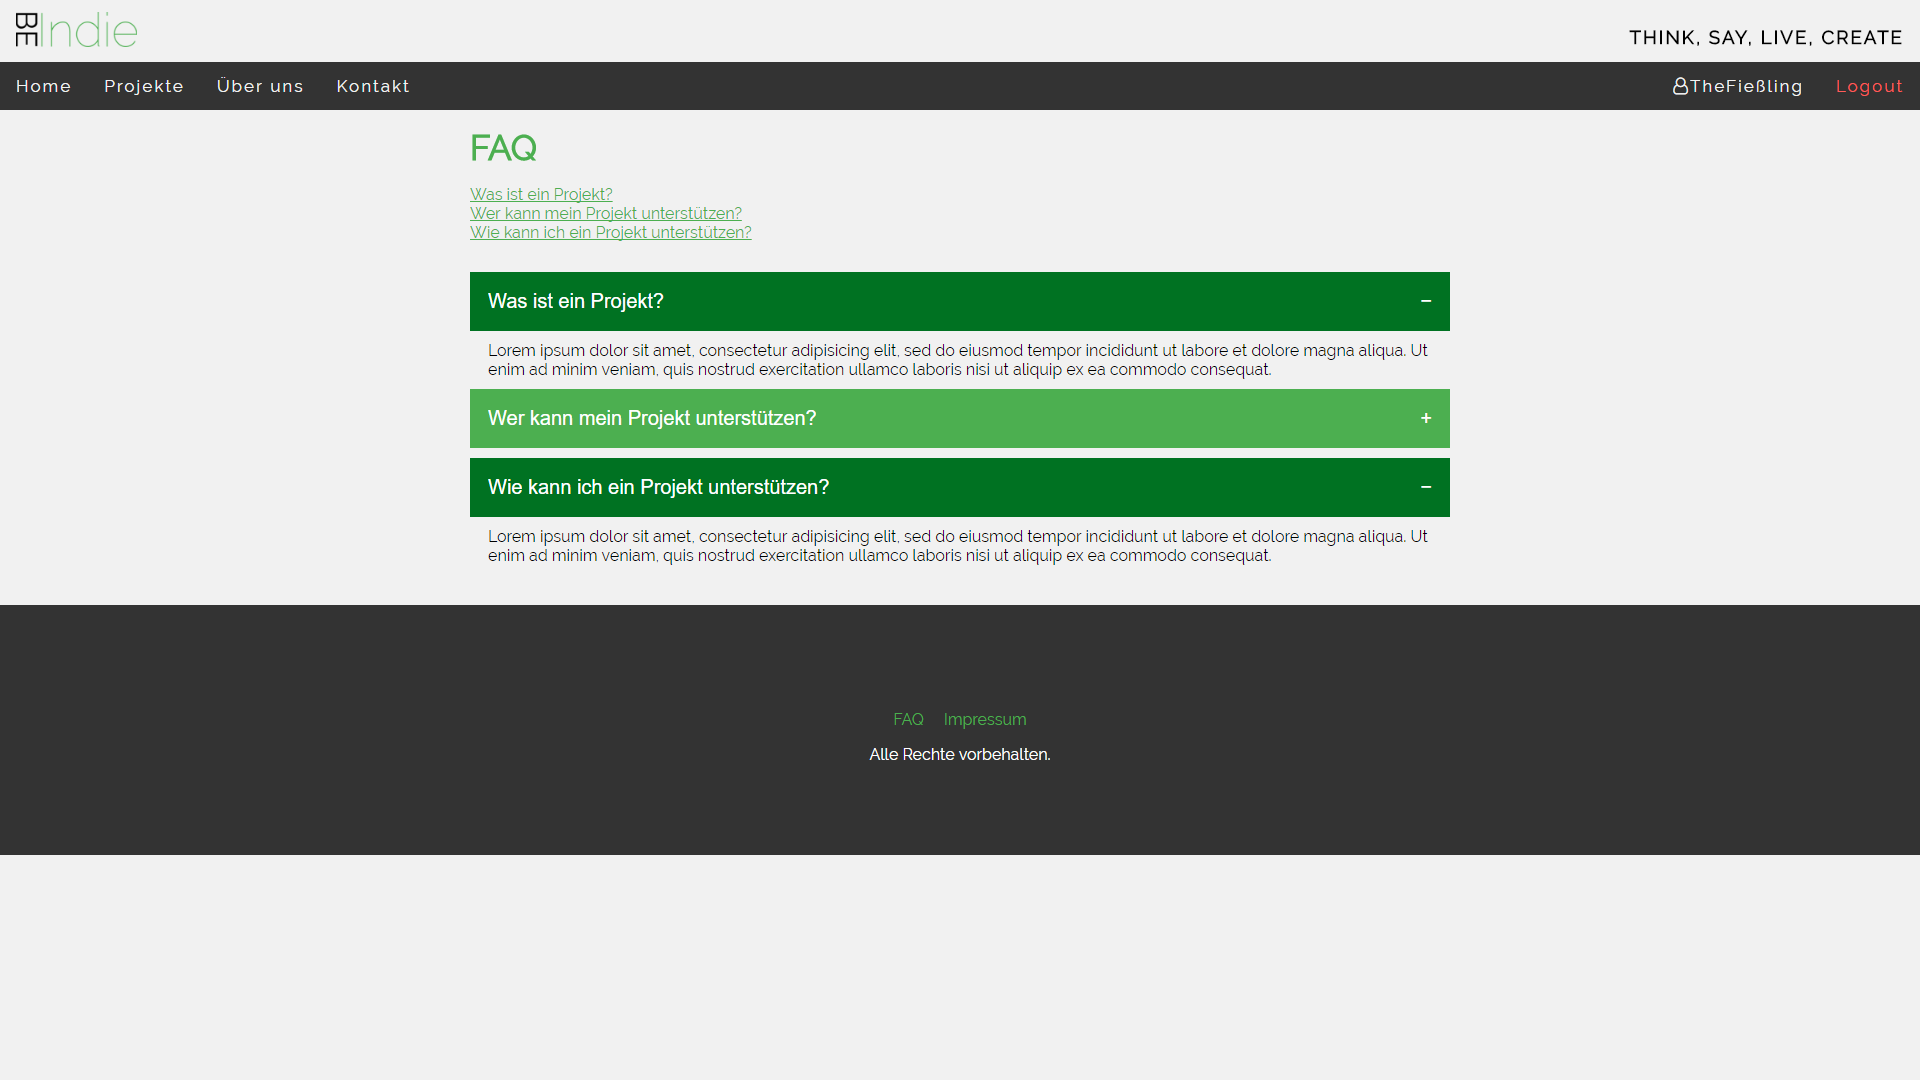 BE Indie
THINK, SAY, LIVE, CREATE
Home Projekte Über uns Kontakt TheFießling Logout
FAQ
Was ist ein Projekt?
Wer kann mein Projekt unterstützen?
Wie kann ich ein Projekt unterstützen?
Was ist ein Projekt? −
Lorem ipsum dolor sit amet, consectetur adipisicing elit, sed do eiusmod tempor incididunt ut labore et dolore magna aliqua. Ut
enim ad minim veniam, quis nostrud exercitation ullamco laboris nisi ut aliquip ex ea commodo consequat.
Wer kann mein Projekt unterstützen? +
Wie kann ich ein Projekt unterstützen? −
Lorem ipsum dolor sit amet, consectetur adipisicing elit, sed do eiusmod tempor incididunt ut labore et dolore magna aliqua. Ut
enim ad minim veniam, quis nostrud exercitation ullamco laboris nisi ut aliquip ex ea commodo consequat.
FAQ Impressum
Alle Rechte vorbehalten.